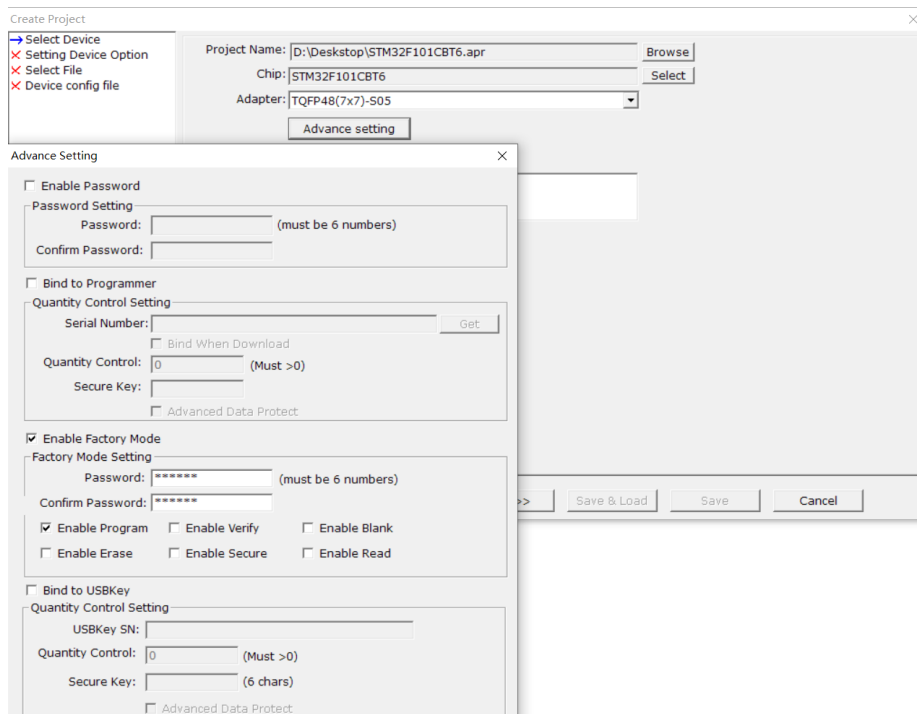 Create Project
Select Device
Setting Device Option
Select File
Device config file
Project Name: D:\Deskstop\STM32F101CBT6.apr Browse
Chip: STM32F101CBT6 Select
Adapter: TQFP48(7x7)-S05
Advance setting
Advance Setting
Enable Password
Password Setting
Password: (must be 6 numbers)
Confirm Password:
Bind to Programmer
Quantity Control Setting
Serial Number: Get
Bind When Download
Quantity Control: 0 (Must >0)
Secure Key:
Advanced Data Protect
Enable Factory Mode
Factory Mode Setting
Password: ****** (must be 6 numbers)
Confirm Password: ******
Enable Program Enable Verify Enable Blank
Enable Erase Enable Secure Enable Read
>> Save & Load Save Cancel
Bind to USBKey
Quantity Control Setting
USBKey SN:
Quantity Control: 0 (Must >0)
Secure Key: (6 chars)
Advanced Data Protect